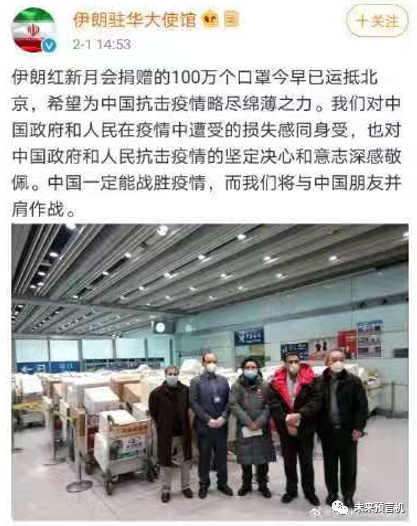 伊朗驻华大使馆
+关注
2-1 14:53
伊朗红新月会捐赠的100万个口罩今早已运抵北
京，希望为中国抗击疫情略尽绵薄之力。我们对中
国政府和人民在疫情中遭受的损失感同身受，也对
中国政府和人民抗击疫情的坚定决心和意志深感敬
佩。中国一定能战胜疫情，而我们将与中国朋友并
肩作战。
未来预言机